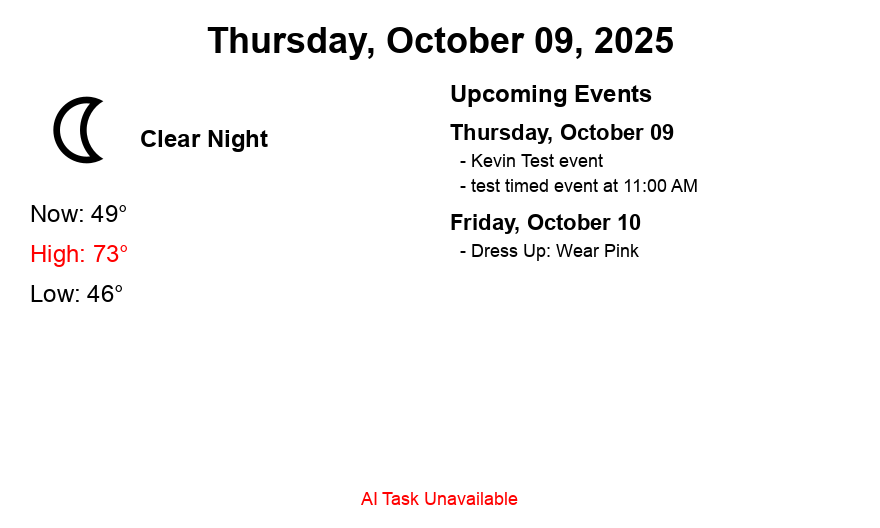 Thursday, October 09, 2025
Clear Night
Now: 49°
High: 73°
Low: 46°
Upcoming Events
Thursday, October 09
- Kevin Test event
- test timed event at 11:00 AM
Friday, October 10
- Dress Up: Wear Pink
AI Task Unavailable